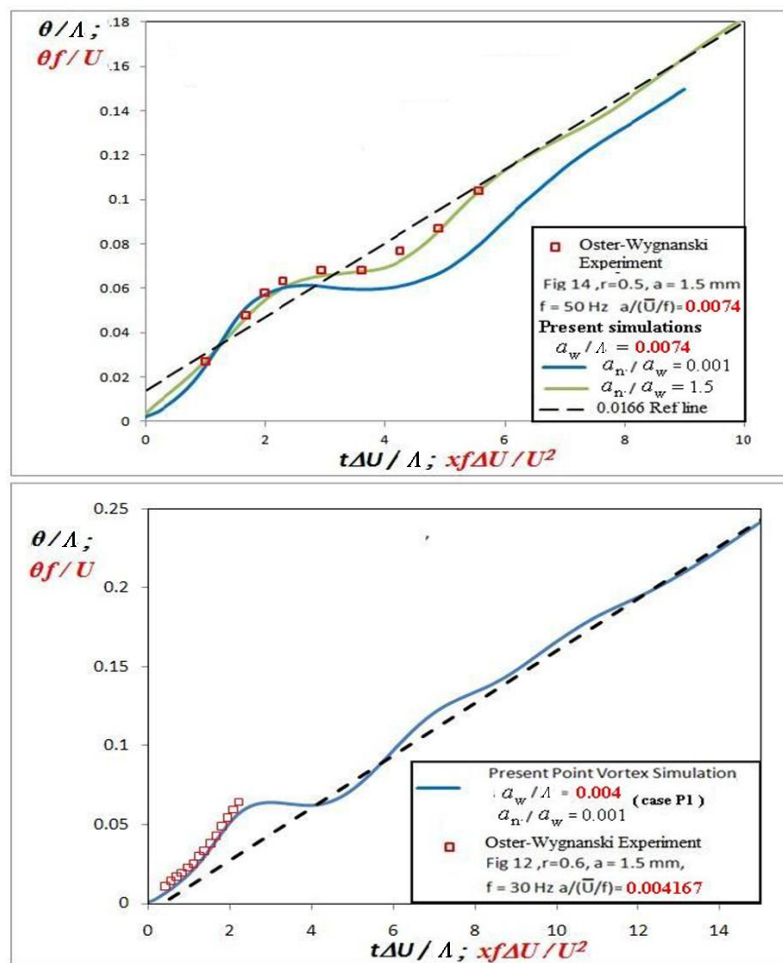 θ/Λ ;
θf / U
0.18
0.16
0.14
0.12
0.1
0.08
0.06
0.04
0.02
0
0
2
4
6
8
10
Oster-Wygnanski
Experiment
Fig 14 ,r=0.5, a = 1.5 mm
f = 50 Hz a/(U̅/f)= 0.0074
Present simulations
a_w / Λ = 0.0074
a_n / a_w = 0.001
a_n / a_w = 1.5
0.0166 Ref line
tΔU / Λ ; xfΔU / U²
θ/Λ ;
θf / U
0.25
0.2
0.15
0.1
0.05
0
0
2
4
6
8
10
12
14
Present Point Vortex Simulation
a_w / Λ = 0.004 (case P1 )
a_n / a_w = 0.001
Oster-Wygnanski Experiment
Fig 12 ,r=0.6, a = 1.5 mm,
f = 30 Hz a/(U̅/f)= 0.004167
tΔU / Λ ; xfΔU / U²